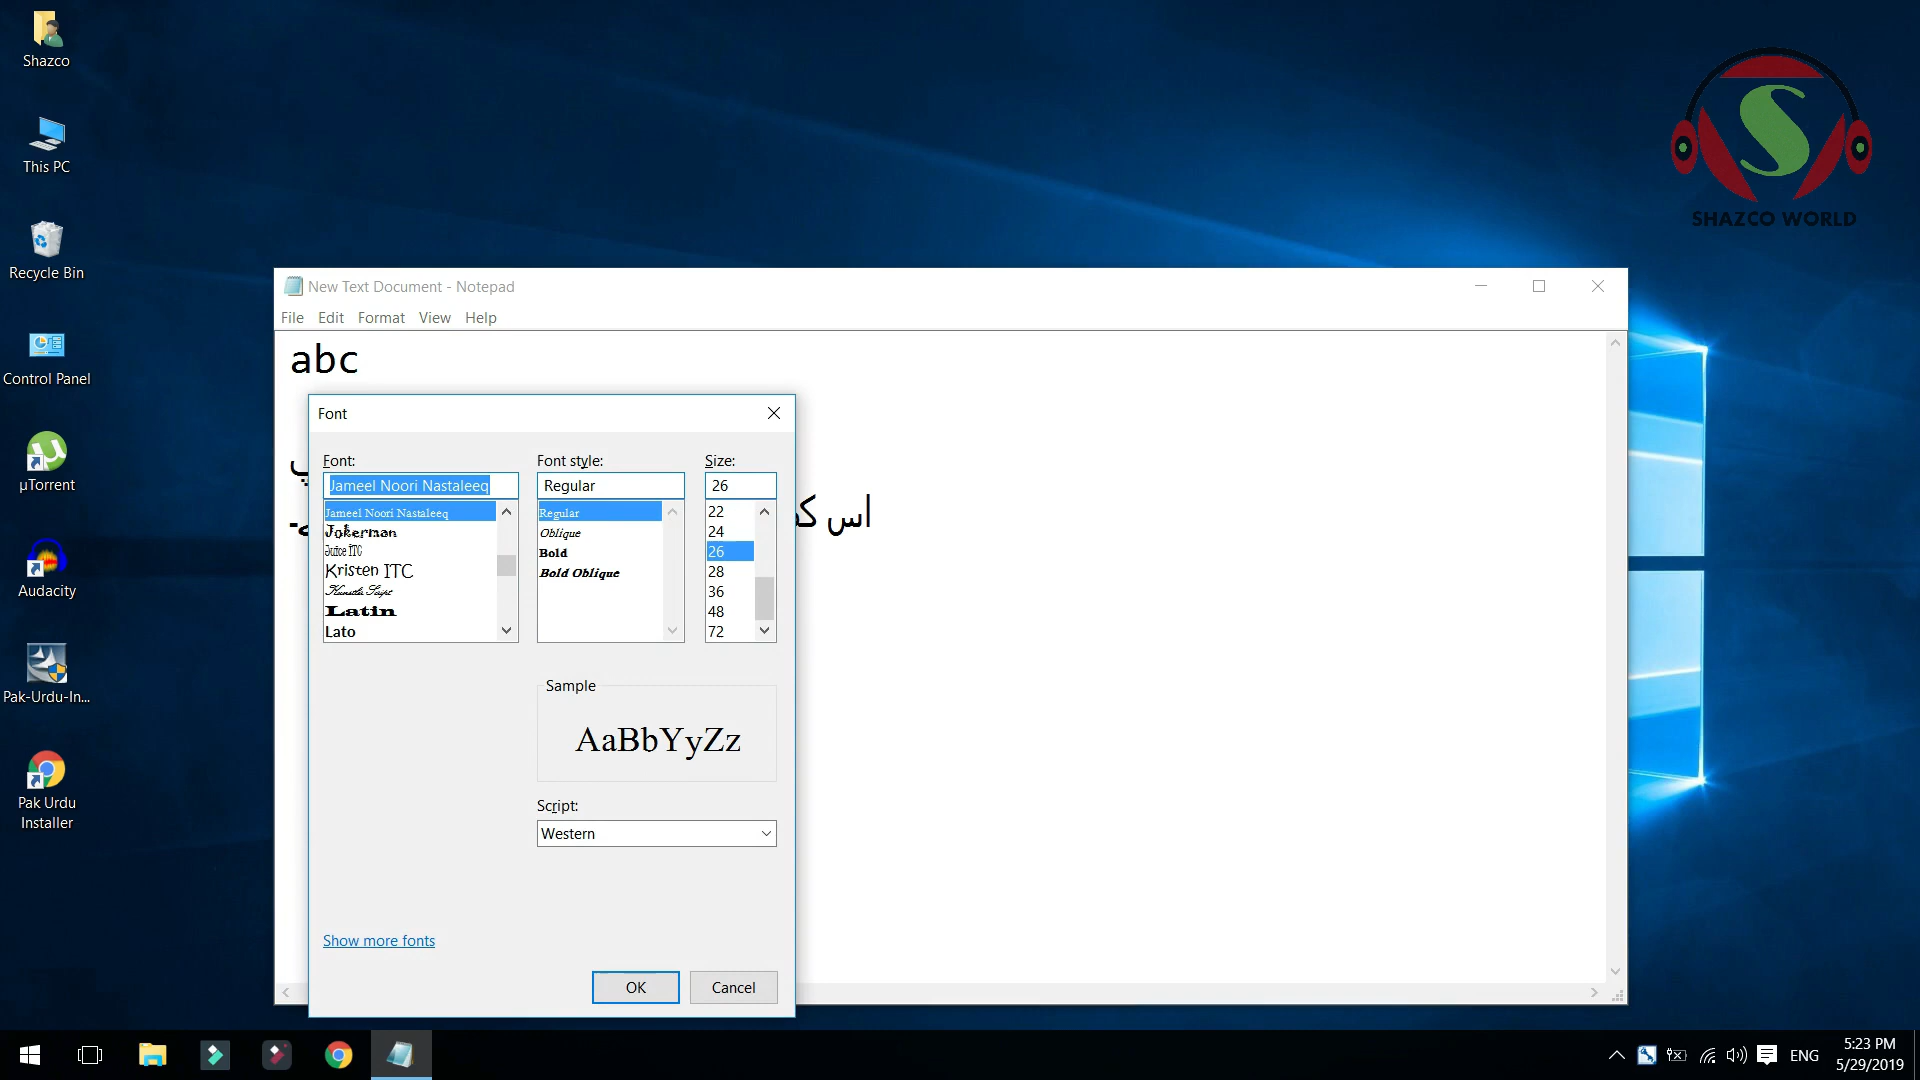 Shazco
This PC
Recycle Bin
Control Panel
µTorrent
Audacity
Pak-Urdu-In...
Pak Urdu
Installer
SHAZCO WORLD
New Text Document - Notepad
File Edit Format View Help
abc
اس
Font
Font: Font style: Size:
Jameel Noori Nastaleeq Regular 26
Jameel Noori Nastaleeq Regular 22
Jokerman Oblique 24
Juice ITC Bold 26
Kristen ITC Bold Oblique 28
Kunstler Script 36
Latin 48
Lato 72
Sample
AaBbYyZz
Script:
Western
Show more fonts
OK Cancel
ENG 5:23 PM
5/29/2019